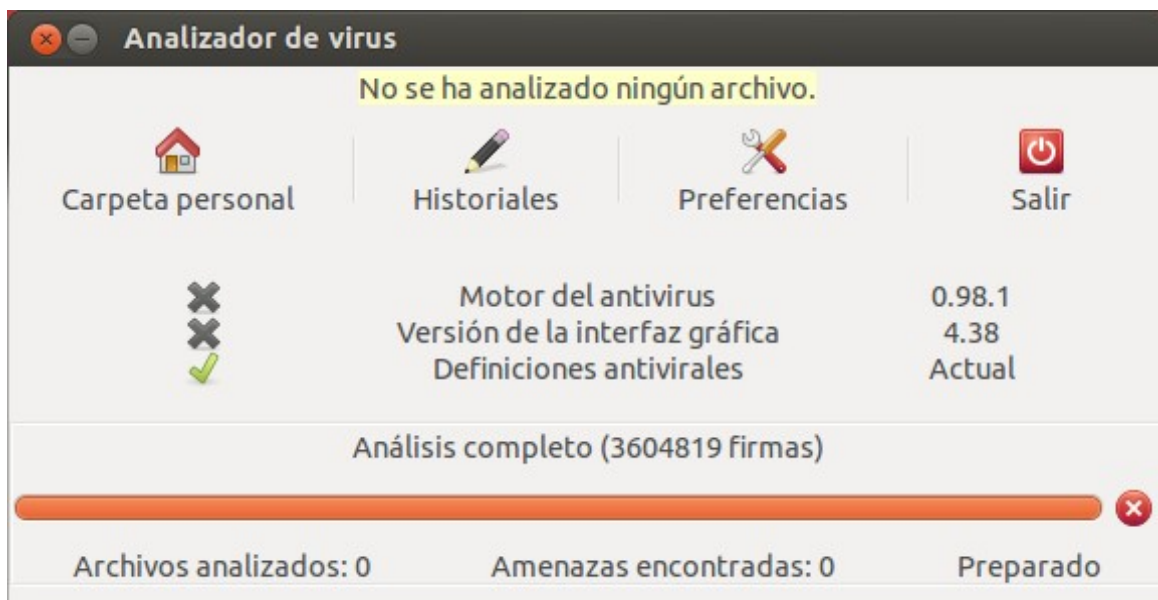 Analizador de virus
No se ha analizado ningún archivo.
Carpeta personal Historiales Preferencias Salir
Motor del antivirus 0.98.1
Versión de la interfaz gráfica 4.38
Definiciones antivirales Actual
Análisis completo (3604819 firmas)
Archivos analizados: 0 Amenazas encontradas: 0 Preparado